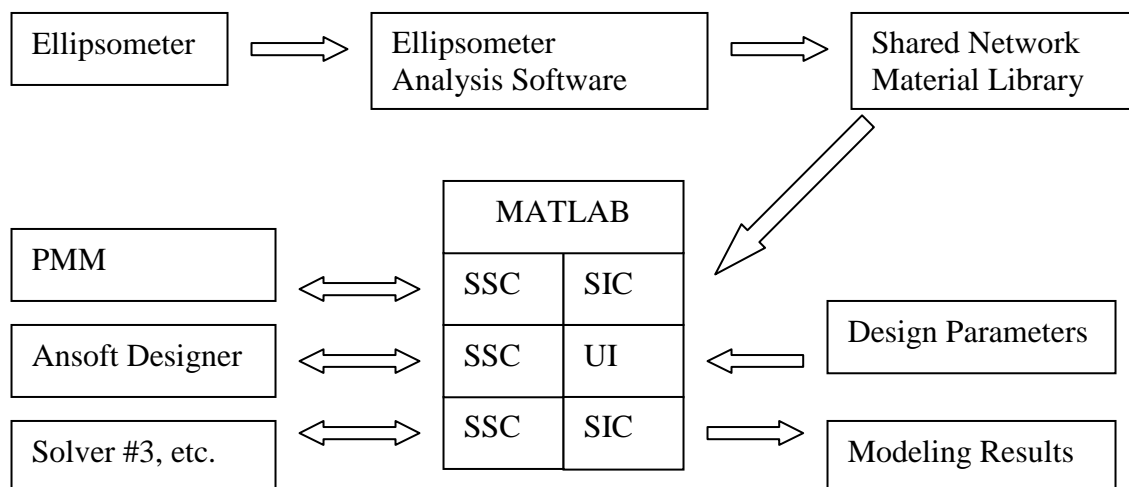 Ellipsometer
Ellipsometer
Analysis Software
Shared Network
Material Library
MATLAB
PMM
SSC
SIC
Ansoft Designer
SSC
UI
Design Parameters
Solver #3, etc.
SSC
SIC
Modeling Results